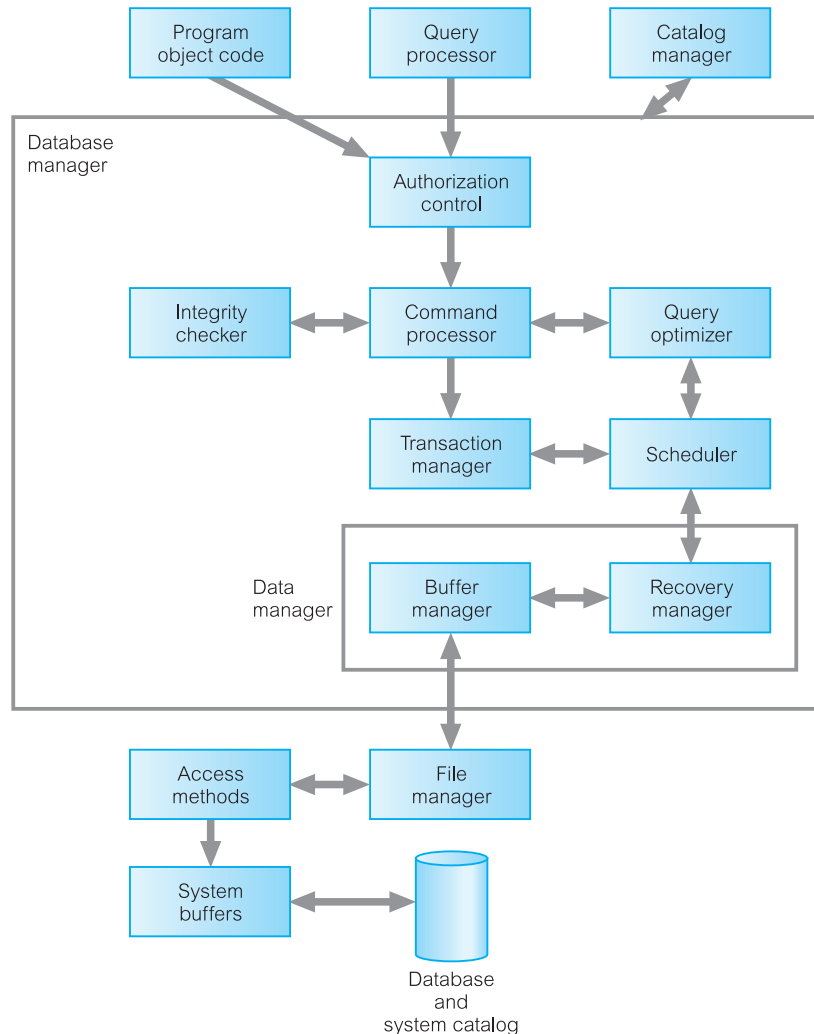 Program
object code
Query
processor
Catalog
manager
Database
manager
Authorization
control
Integrity
checker
Command
processor
Query
optimizer
Transaction
manager
Scheduler
Data
manager
Buffer
manager
Recovery
manager
Access
methods
File
manager
System
buffers
Database
and
system catalog